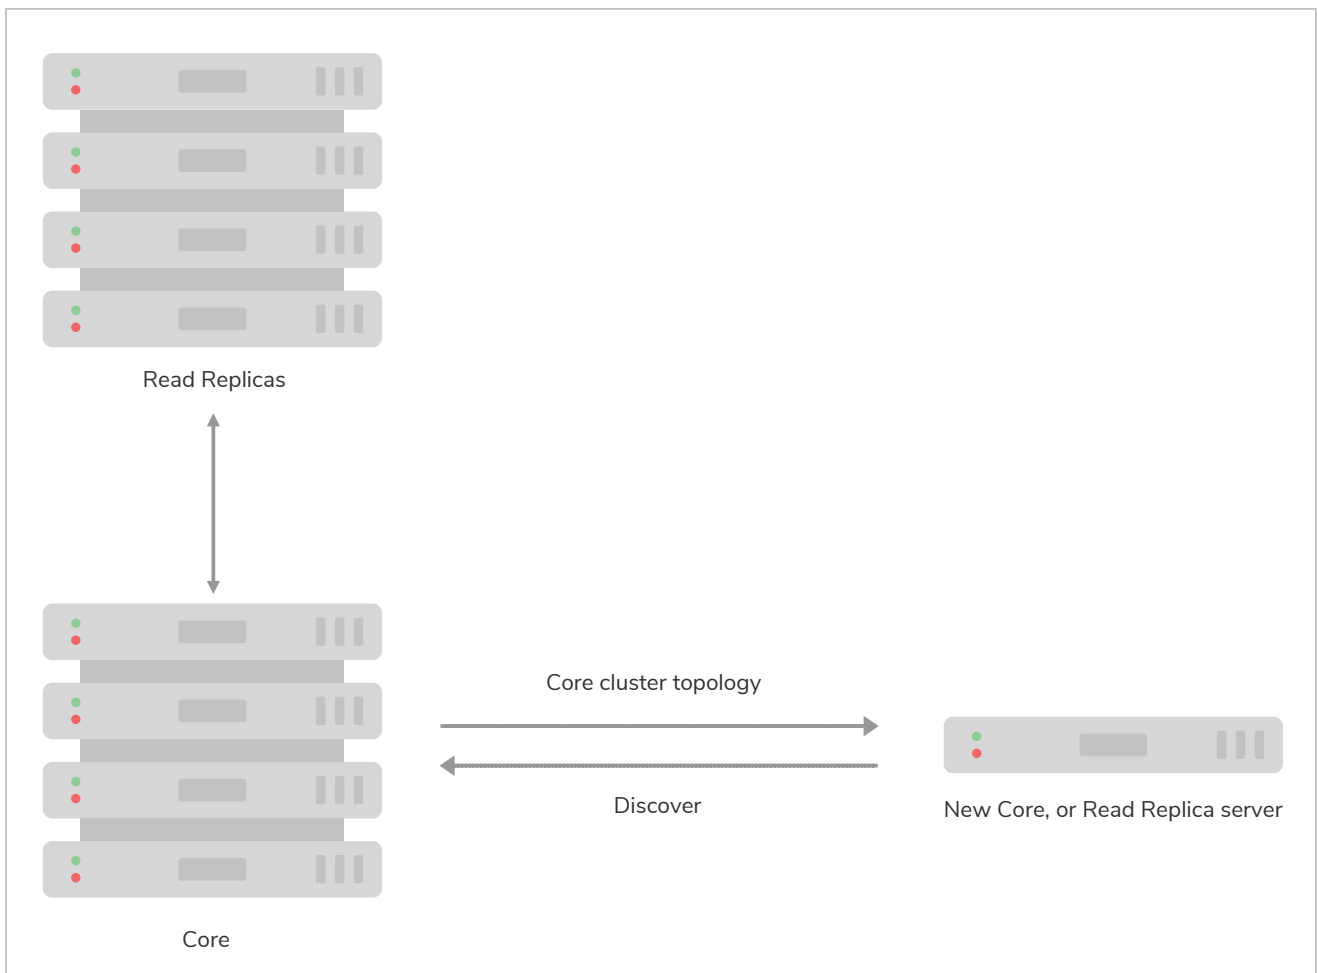 Read Replicas
Core cluster topology
Discover
New Core, or Read Replica server
Core